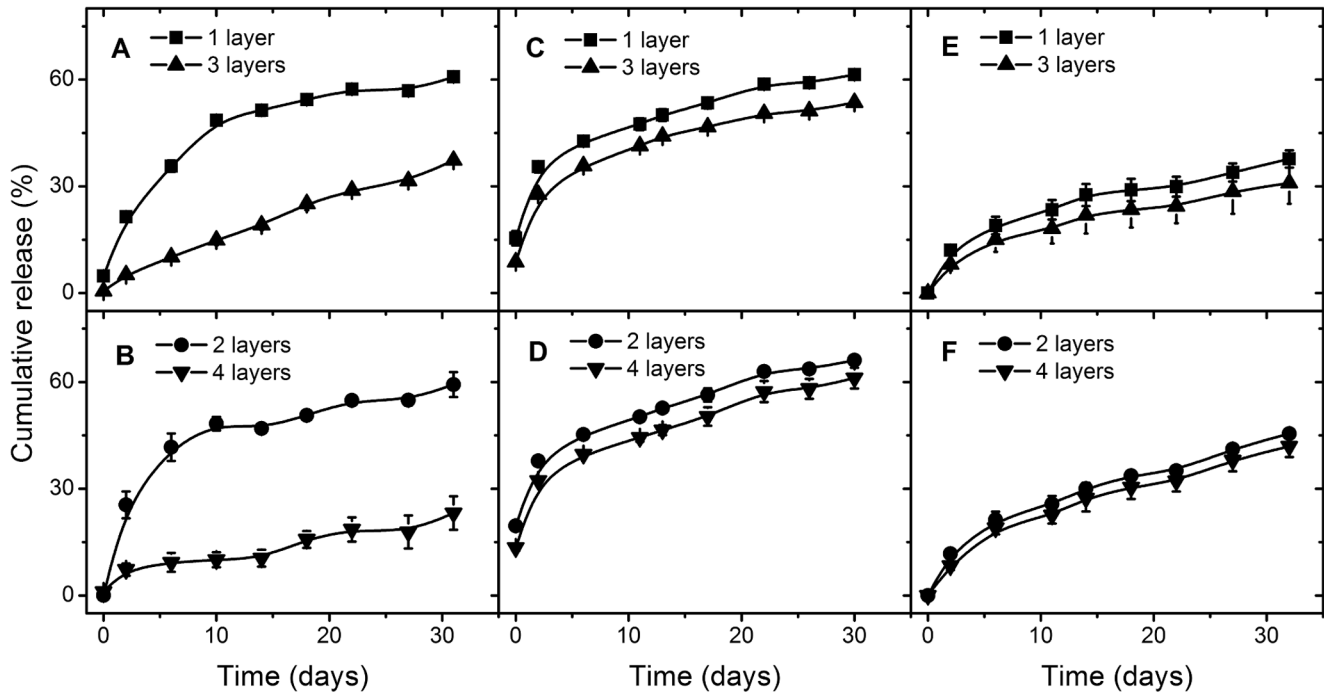 A
1 layer
3 layers
C
1 layer
3 layers
E
1 layer
3 layers
60
30
0
B
2 layers
4 layers
D
2 layers
4 layers
F
2 layers
4 layers
60
30
0
Cumulative release (%)
0 10 20 30
0 10 20 30
0 10 20 30
Time (days)
Time (days)
Time (days)